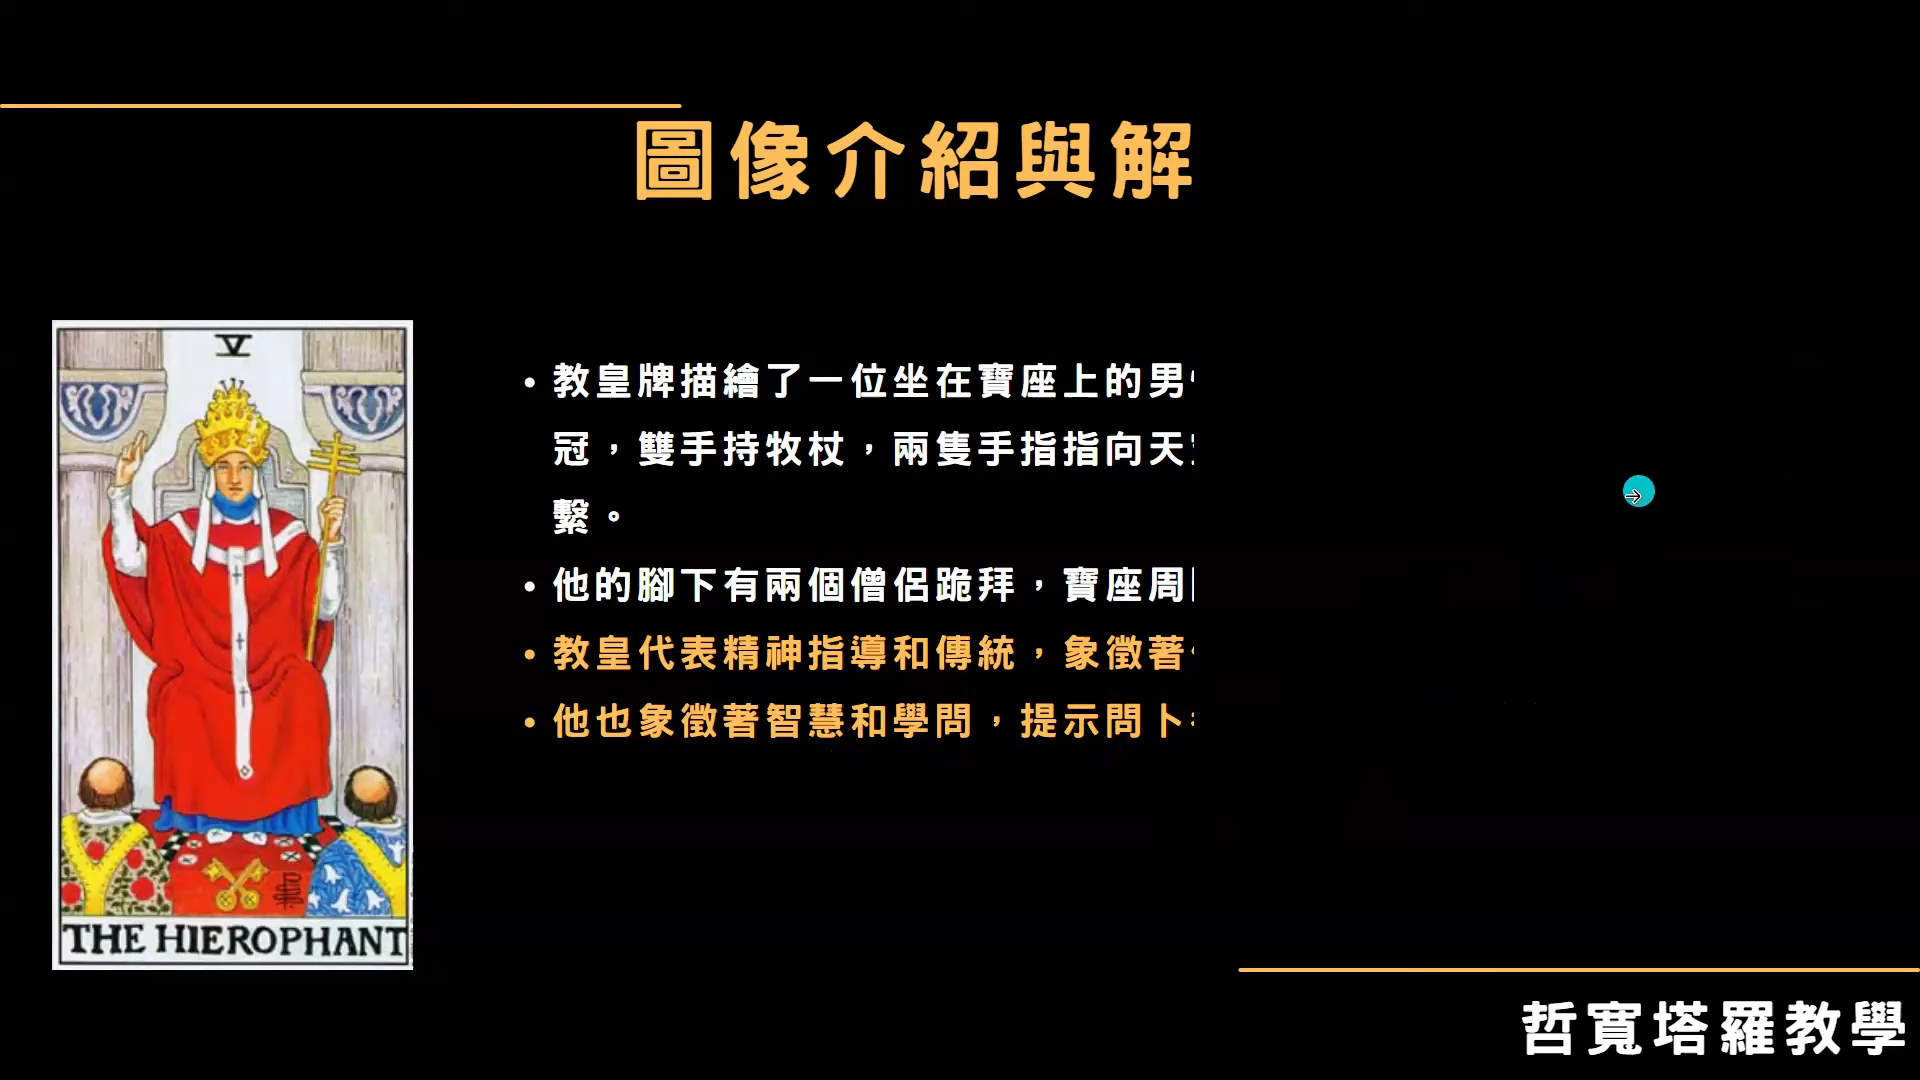 圖像介紹與解
V
• 教皇牌描繪了一位坐在寶座上的男
冠，雙手持牧杖，兩隻手指指向天
繫。
• 他的腳下有兩個僧侶跪拜，寶座周
• 教皇代表精神指導和傳統，象徵著
• 他也象徵著智慧和學問，提示問卜
THE HIEROPHANT
哲寬塔羅教學